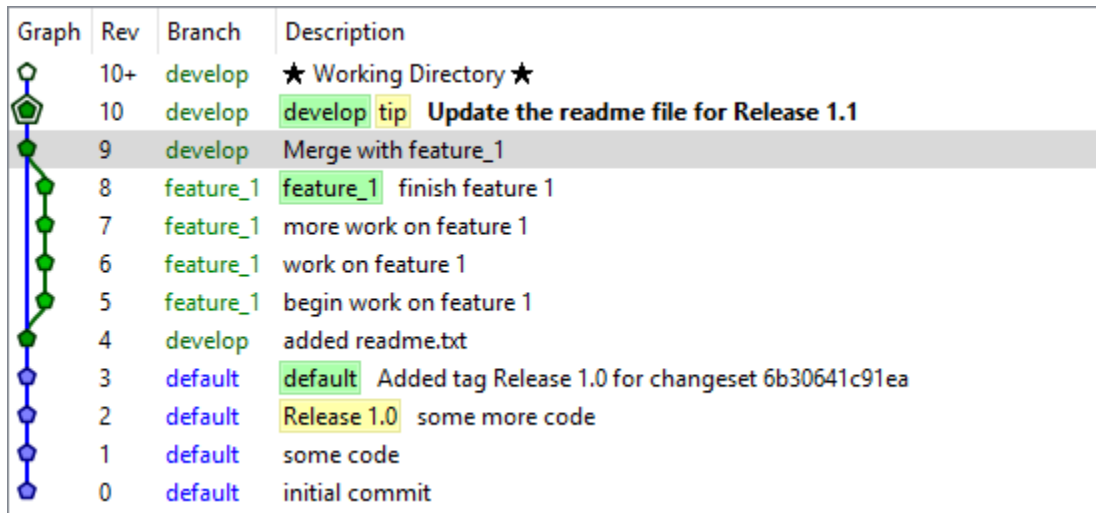 Graph Rev Branch Description
10+ develop ★ Working Directory ★
10 develop develop tip Update the readme file for Release 1.1
9 develop Merge with feature_1
8 feature_1 feature_1 finish feature 1
7 feature_1 more work on feature 1
6 feature_1 work on feature 1
5 feature_1 begin work on feature 1
4 develop added readme.txt
3 default default Added tag Release 1.0 for changeset 6b30641c91ea
2 default Release 1.0 some more code
1 default some code
0 default initial commit